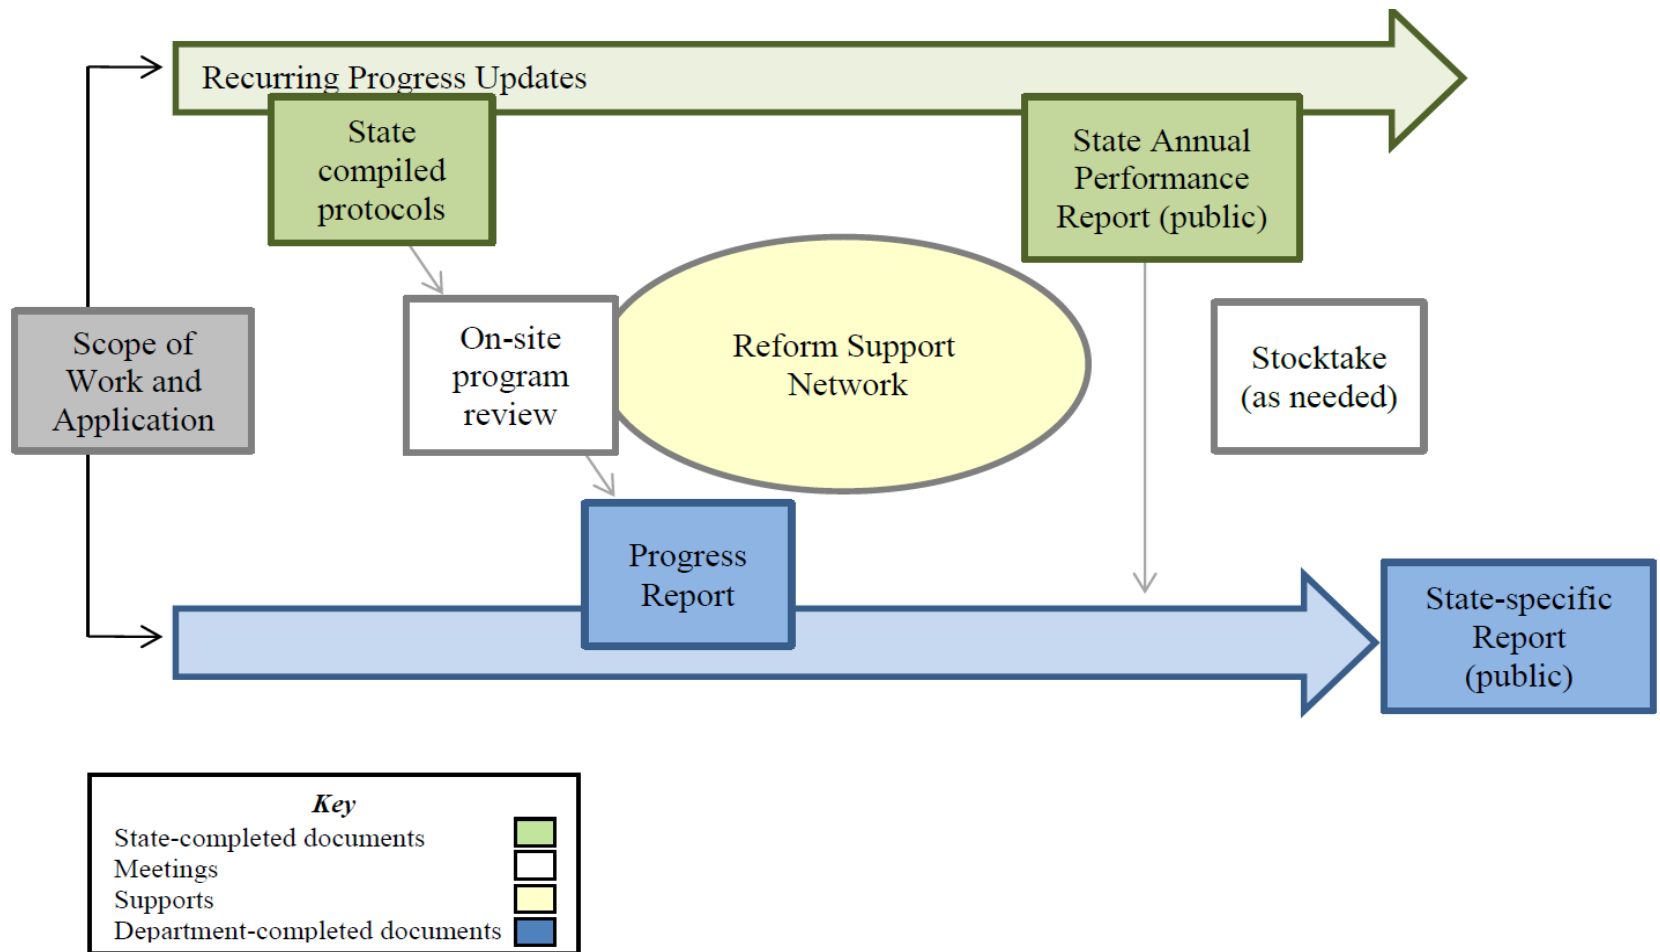 Recurring Progress Updates
State
compiled
protocols
State Annual
Performance
Report (public)
Scope of
Work and
Application
On-site
program
review
Reform Support
Network
Stocktake
(as needed)
Progress
Report
State-specific
Report
(public)
Key
State-completed documents
Meetings
Supports
Department-completed documents